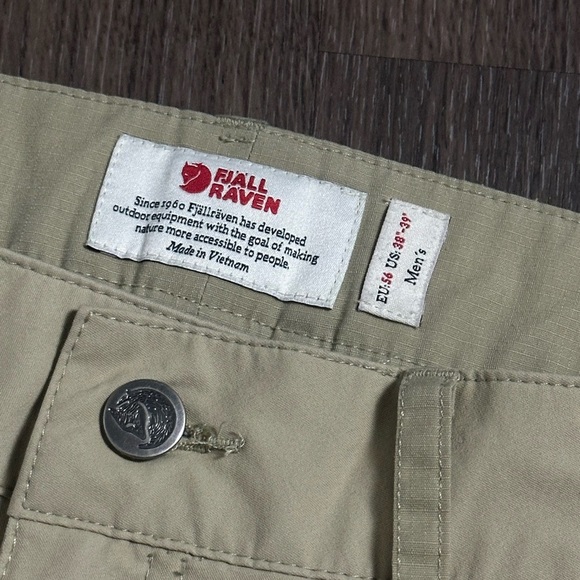 FJÄLL
RÄVEN
Since 1960 Fjällräven has developed
outdoor equipment with the goal of making
nature more accessible to people.
Made in Vietnam
EU:56 US:38"-39"
Men's